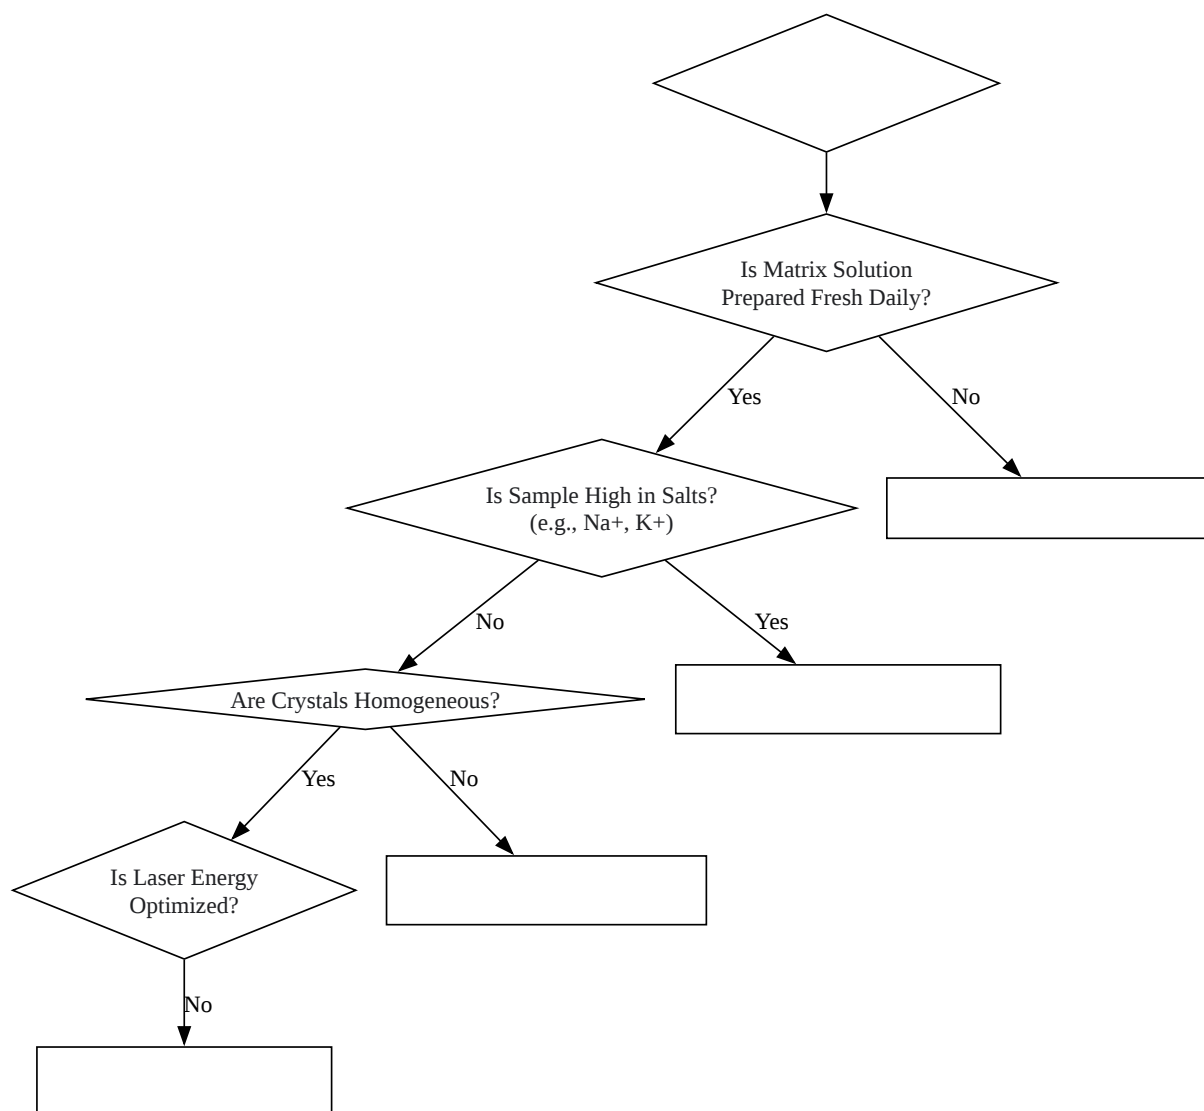 Is Matrix Solution
Prepared Fresh Daily?
Yes
No
Is Sample High in Salts?
(e.g., Na+, K+)
No
Yes
Are Crystals Homogeneous?
Yes
No
Is Laser Energy
Optimized?
No